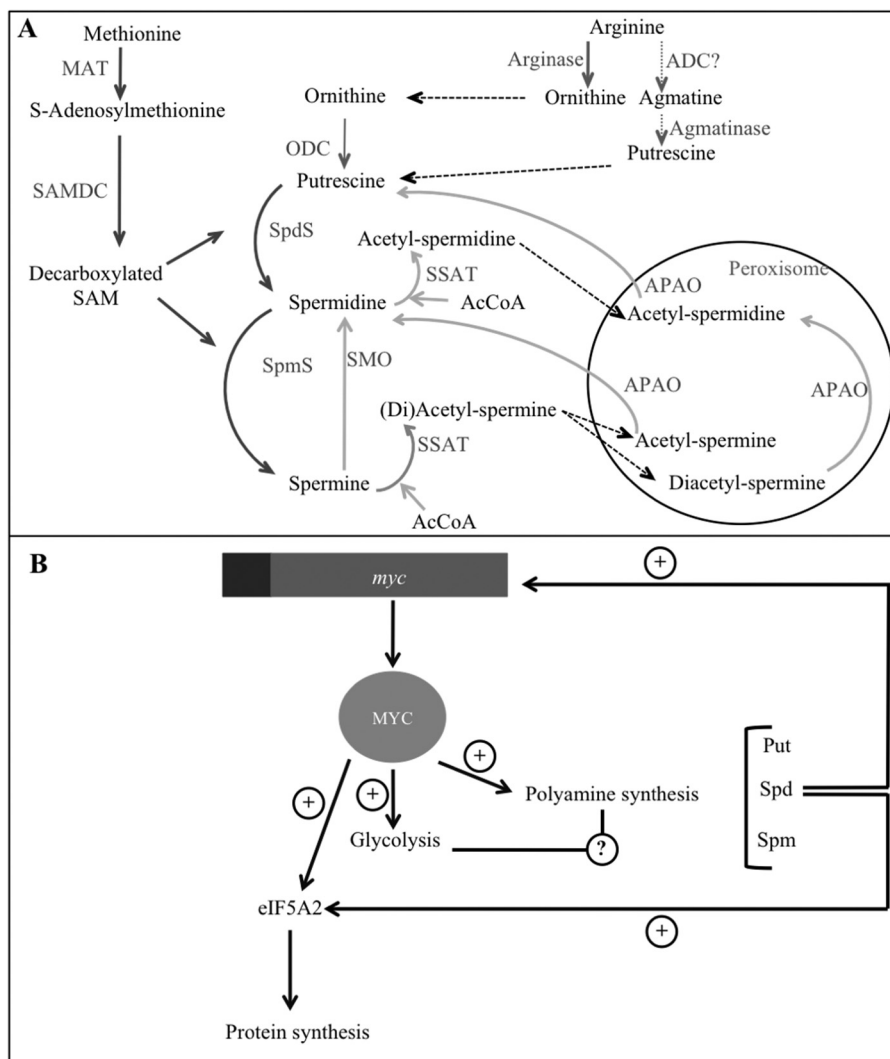 A
Methionine
MAT
S-Adenosylmethionine
SAMDC
Decarboxylated
SAM
Arginine
Arginase
ADC?
Ornithine
Ornithine
Agmatine
Agmatinase
Putrescine
ODC
Putrescine
SpdS
Acetyl-spermidine
SSAT
Spermidine
AcCoA
SpmS
SMO
(Di)Acetyl-spermine
SSAT
Spermine
AcCoA
Peroxisome
APAO
Acetyl-spermidine
APAO
APAO
Acetyl-spermine
Diacetyl-spermine
B
myc
+
MYC
+
+
+
Put
Polyamine synthesis
Spd
Glycolysis
?
Spm
eIF5A2
+
Protein synthesis